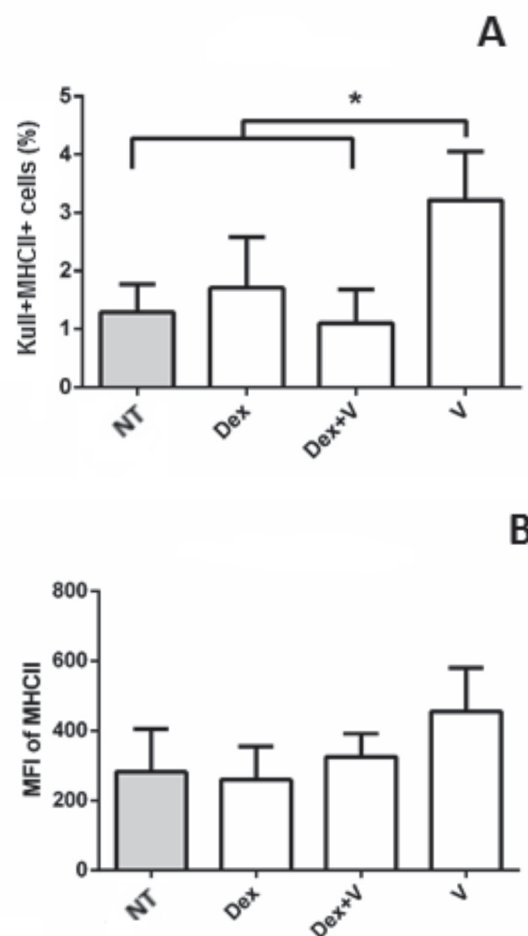 A
*
5
4
3
2
1
0
Kull+MHCII+ cells (%)
NT
Dex
Dex+V
V
B
800
600
400
200
0
MFI of MHCII
NT
Dex
Dex+V
V